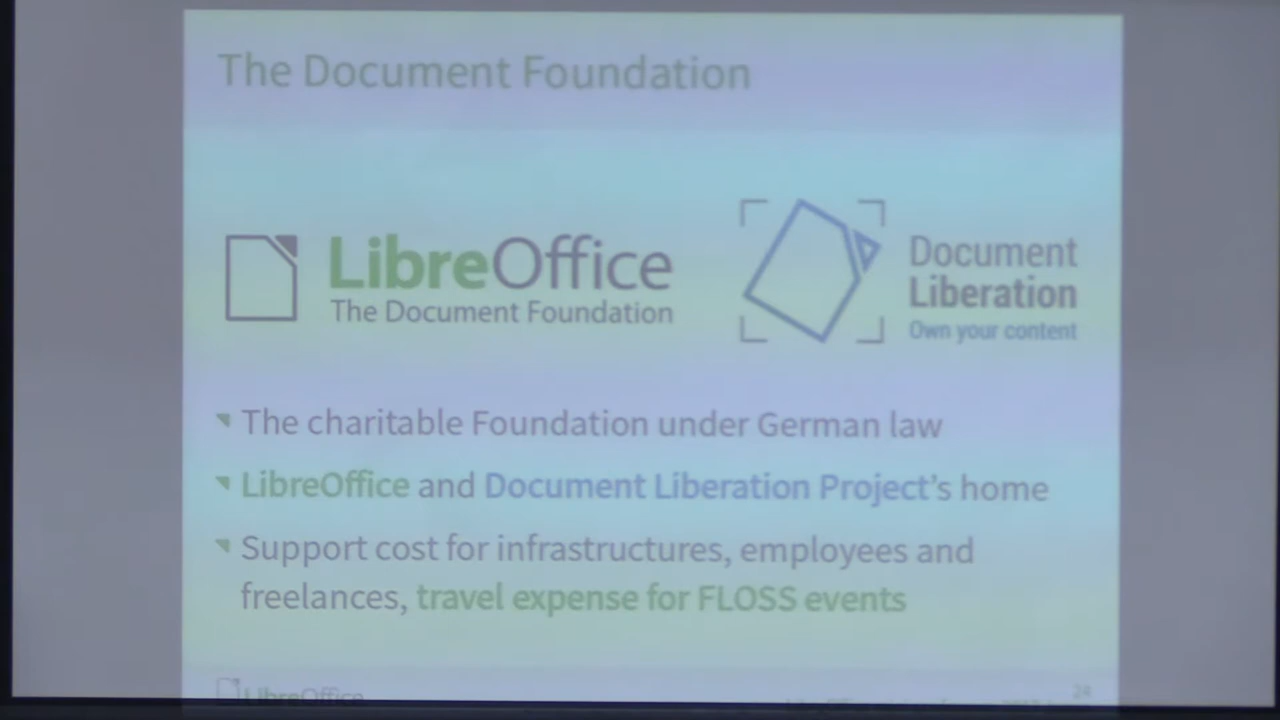 The Document Foundation
LibreOffice
The Document Foundation
Document
Liberation
Own your content
The charitable Foundation under German law
LibreOffice and Document Liberation Project's home
Support cost for infrastructures, employees and
freelances, travel expense for FLOSS events
LibreOffice
24